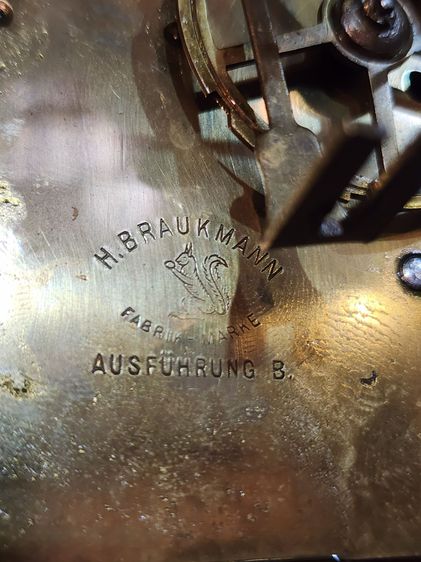 H. BRAUKMANN
FABRIK-MARKE
AUSFÜHRUNG B.